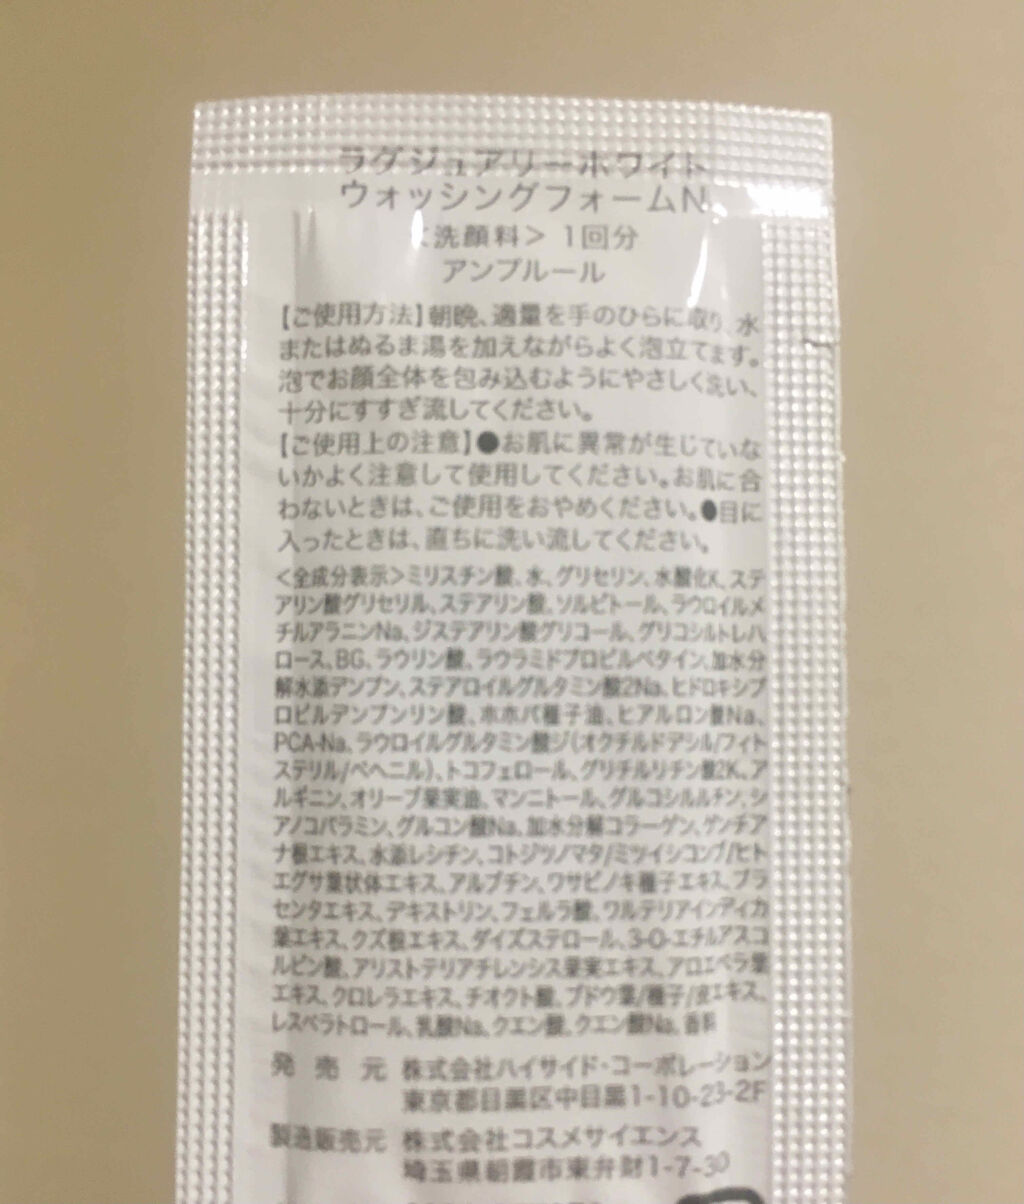 ラグジュアリーホワイト
ウォッシングフォームN
<洗顔料> 1回分
アンプルール
【ご使用方法】朝晩、適量を手のひらに取り、水
またはぬるま湯を加えながらよく泡立てます。
泡でお顔全体を包み込むようにやさしく洗い、
十分にすすぎ流してください。
【ご使用上の注意】●お肌に異常が生じていな
いかよく注意して使用してください。お肌に合
わないときは、ご使用をおやめください。●目に
入ったときは、直ちに洗い流してください。
<全成分表示>ミリスチン酸、水、グリセリン、水酸化K、ステ
アリン酸グリセリル、ステアリン酸、ソルビトール、ラウロイルメ
チルアラニンNa、ジステアリン酸グリコール、グリコシルトレハ
ロース、BG、ラウリン酸、ラウラミドプロピルベタイン、加水分
解水添デンプン、ステアロイルグルタミン酸2Na、ヒドロキシプ
ロピルデンプンリン酸、ホホバ種子油、ヒアルロン酸Na、
PCA-Na、ラウロイルグルタミン酸ジ(オクチルドデシル/フィト
ステリル/ベヘニル)、トコフェロール、グリチルリチン酸2K、ア
ルギニン、オリーブ果実油、マンニトール、グルコシルルチン、シ
アノコバラミン、グルコン酸Na、加水分解コラーゲン、ゲンチア
ナ根エキス、水添レシチン、コトジツノマタ/ミツイシコンブ/ヒト
エグサ葉状体エキス、アルブチン、ワサビノキ種子エキス、プラ
センタエキス、デキストリン、フェルラ酸、ワルテリアインディカ
葉エキス、クズ根エキス、ダイズステロール、3-O-エチルアスコ
ルビン酸、アリストテリアチレンシス果実エキス、アロエベラ葉
エキス、クロレラエキス、チオクト酸、ブドウ葉/種子/皮エキス、
レスベラトロール、乳酸Na、クエン酸、クエン酸Na、香料
発売元 株式会社ハイサイド・コーポレーション
東京都目黒区中目黒1-10-23-2F
製造販売元 株式会社コスメサイエンス
埼玉県朝霞市東弁財1-7-30